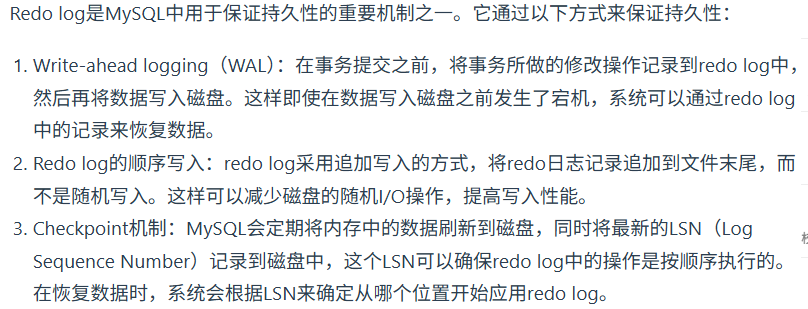 Redo log是MySQL中用于保证持久性的重要机制之一。它通过以下方式来保证持久性：
1. Write-ahead logging（WAL）：在事务提交之前，将事务所做的修改操作记录到redo log中，
然后再将数据写入磁盘。这样即使在数据写入磁盘之前发生了宕机，系统可以通过redo log
中的记录来恢复数据。
2. Redo log的顺序写入：redo log采用追加写入的方式，将redo日志记录追加到文件末尾，而
不是随机写入。这样可以减少磁盘的随机I/O操作，提高写入性能。
3. Checkpoint机制：MySQL会定期将内存中的数据刷新到磁盘，同时将最新的LSN（Log
Sequence Number）记录到磁盘中，这个LSN可以确保redo log中的操作是按顺序执行的。
在恢复数据时，系统会根据LSN来确定从哪个位置开始应用redo log。